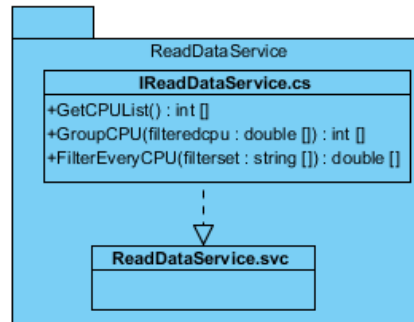 ReadDataService
IReadDataService.cs
+GetCPUList() : int []
+GroupCPU(filteredcpu : double []) : int []
+FilterEveryCPU(filterset : string []) : double []
ReadDataService.svc